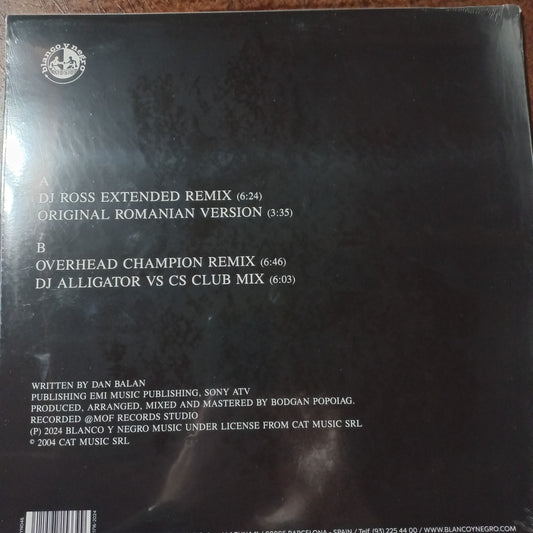 blanco y negro
MUSIC
A
DJ ROSS EXTENDED REMIX (6:24)
ORIGINAL ROMANIAN VERSION (3:35)
B
OVERHEAD CHAMPION REMIX (6:46)
DJ ALLIGATOR VS CS CLUB MIX (6:03)
WRITTEN BY DAN BALAN
PUBLISHING EMI MUSIC PUBLISHING, SONY ATV
PRODUCED, ARRANGED, MIXED AND MASTERED BY BODGAN POPOIAG.
RECORDED @MOF RECORDS STUDIO
(P) 2024 BLANCO Y NEGRO MUSIC UNDER LICENSE FROM CAT MUSIC SRL
© 2004 CAT MUSIC SRL
BARCELONA - SPAIN / Telf. (93) 225 44 00 / WWW.BLANCOYNEGRO.COM